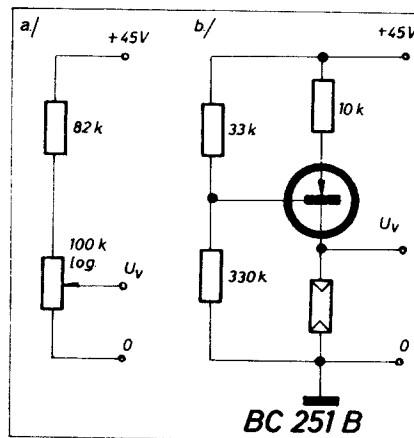 a./
+45V
82k
100k
log.
Uv
0
b./
+45V
10k
33k
Uv
330k
0
BC 251 B